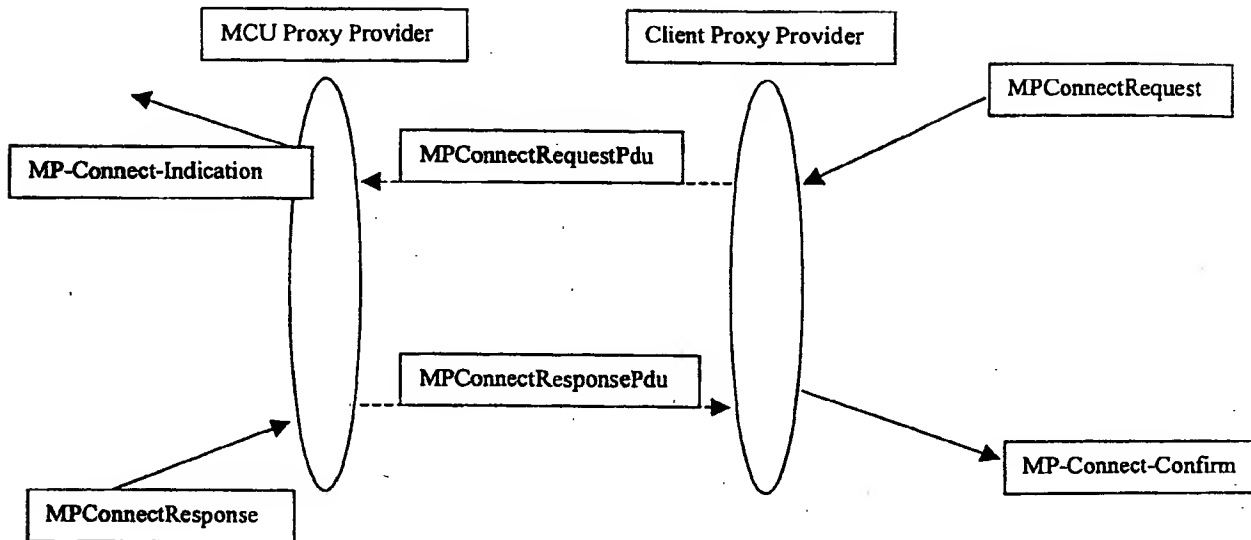 MCU Proxy Provider
Client Proxy Provider
MPConnectRequest
MPConnectRequestPdu
MP-Connect-Indication
MPConnectResponsePdu
MP-Connect-Confirm
MPConnectResponse